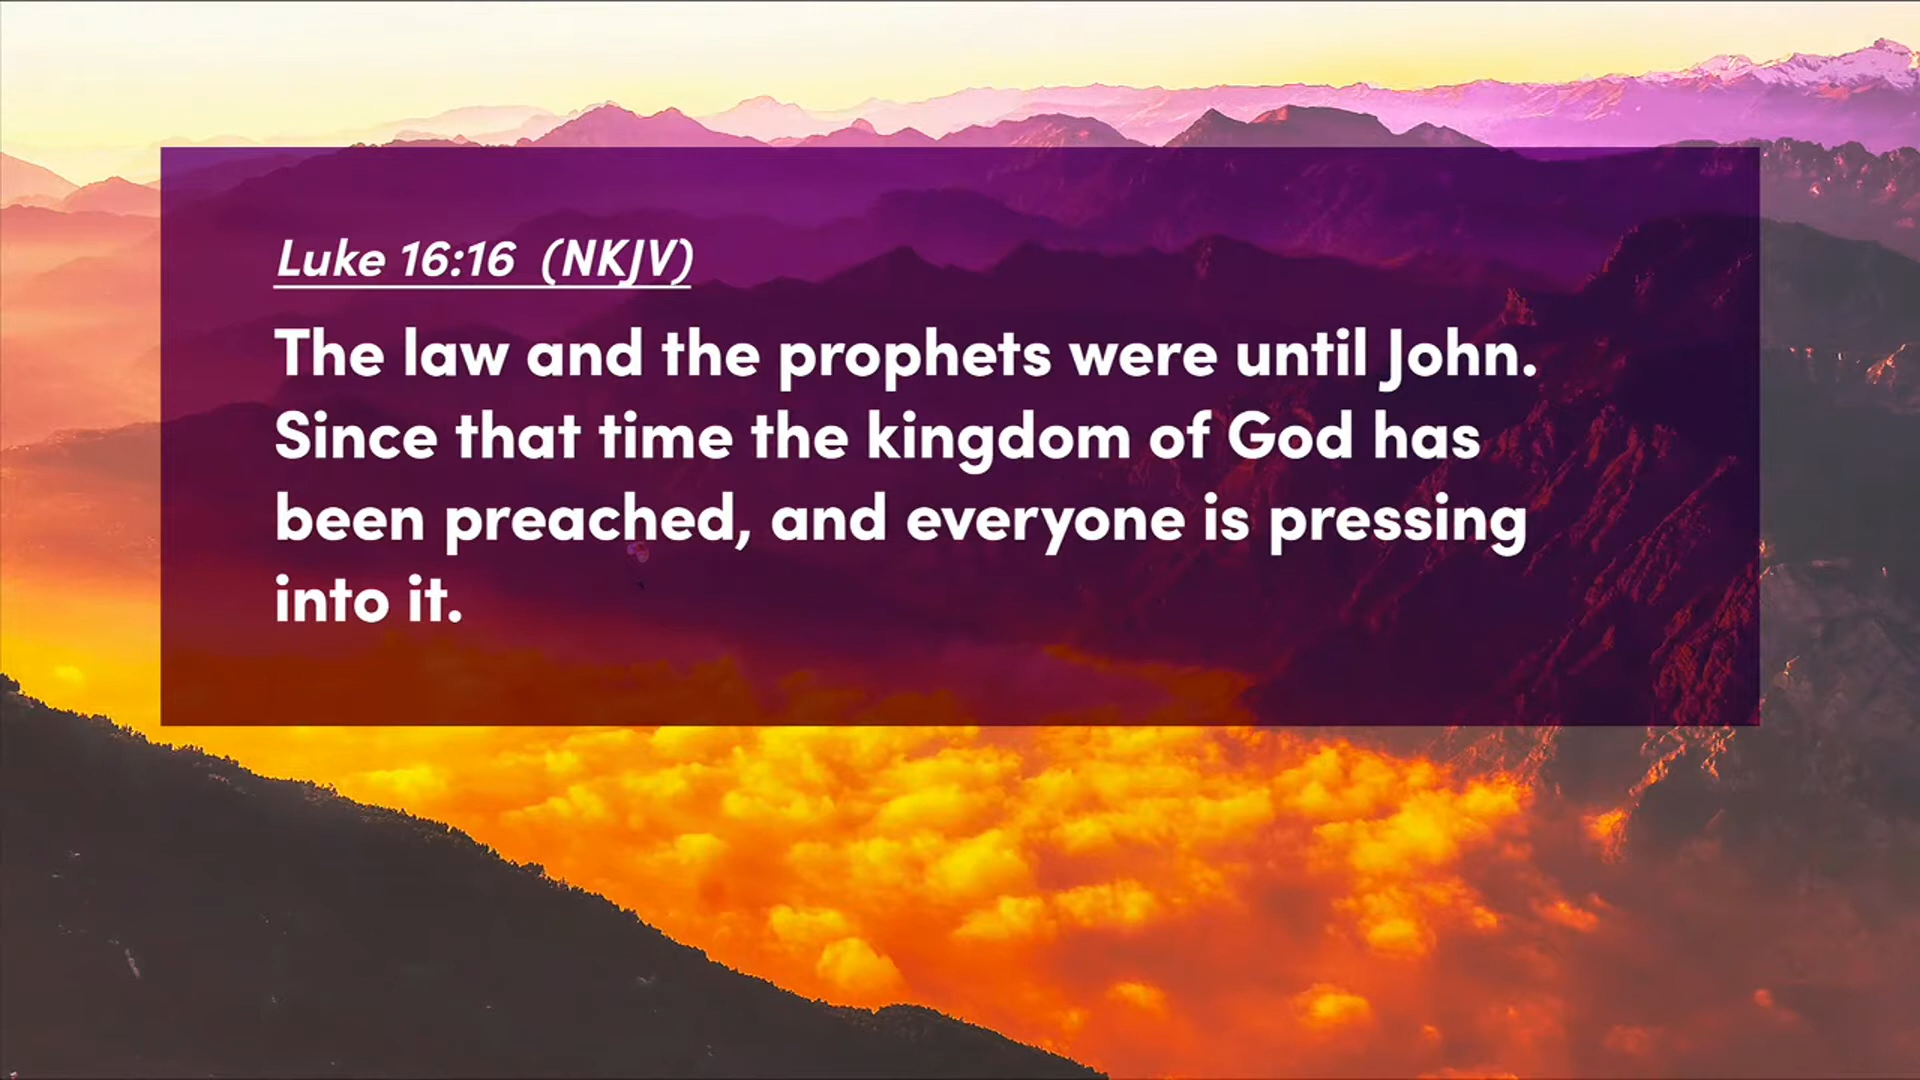 Luke 16:16 (NKJV)
The law and the prophets were until John.
Since that time the kingdom of God has
been preached, and everyone is pressing
into it.